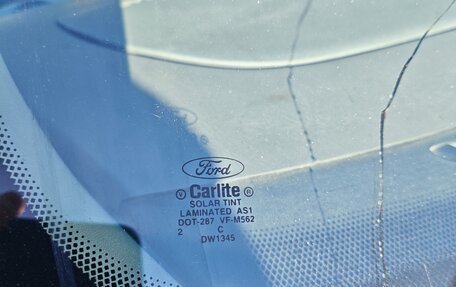 Ford
V Carlite R
SOLAR TINT
LAMINATED AS1
DOT-287 VF-M562
2 C
DW1345